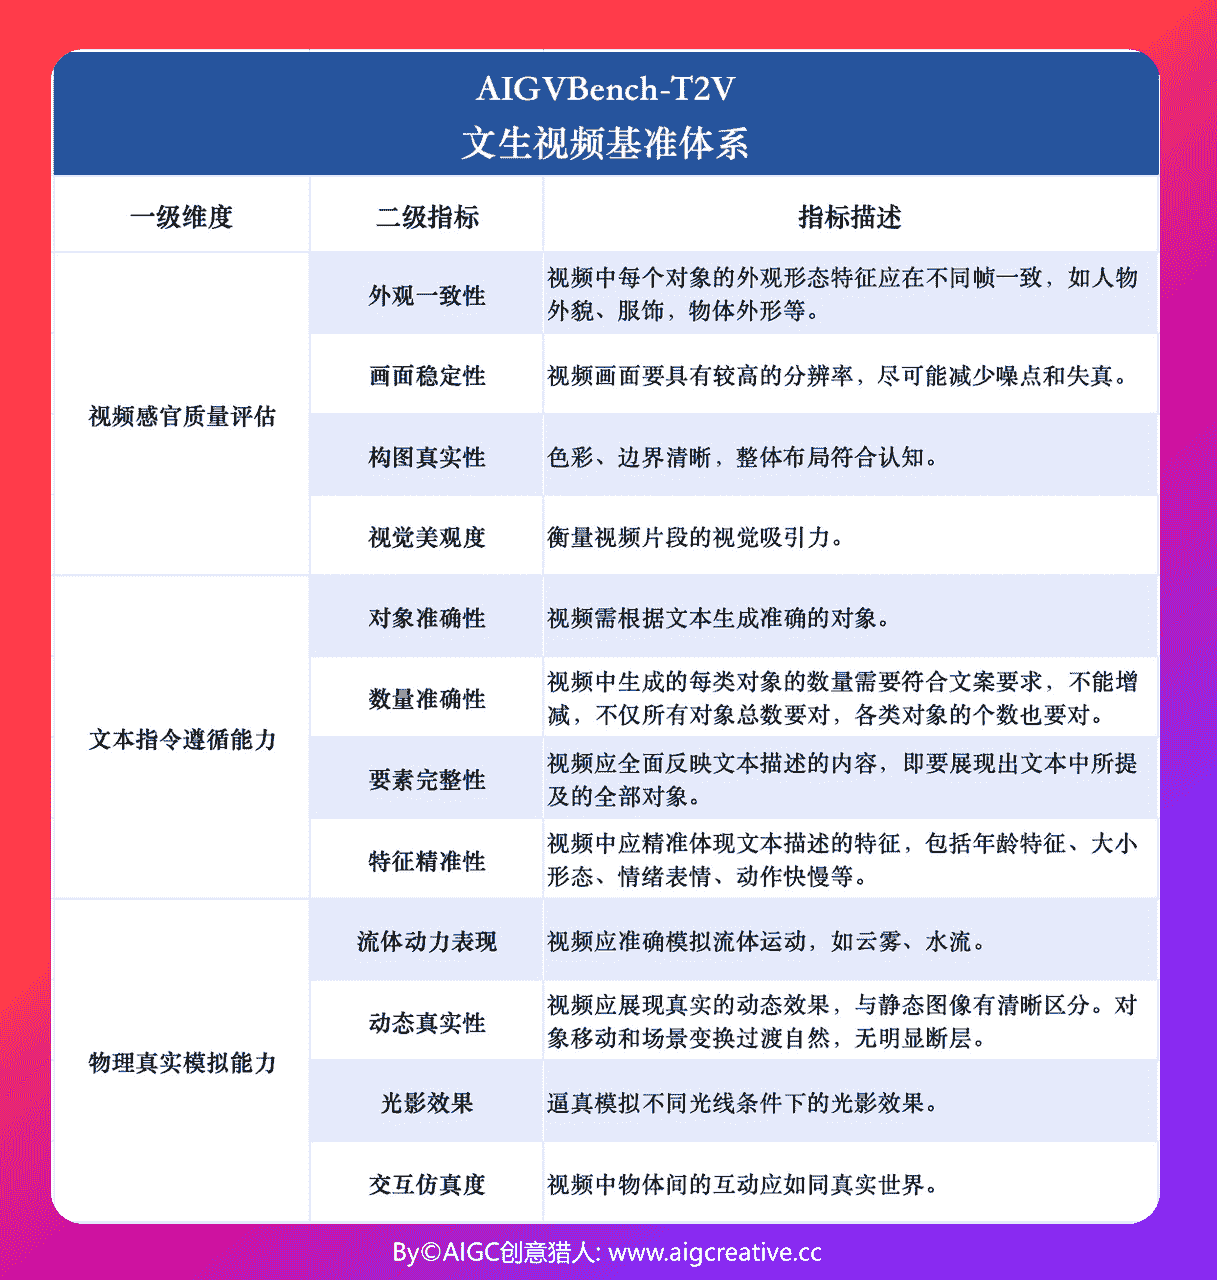 AIGVBench-T2V
文生视频基准体系
一级维度
二级指标
指标描述
视频感官质量评估
外观一致性
视频中每个对象的外观形态特征应在不同帧一致，如人物
外貌、服饰，物体外形等。
画面稳定性
视频画面要具有较高的分辨率，尽可能减少噪点和失真。
构图真实性
色彩、边界清晰，整体布局符合认知。
视觉美观度
衡量视频片段的视觉吸引力。
文本指令遵循能力
对象准确性
视频需根据文本生成准确的对象。
数量准确性
视频中生成的每类对象的数量需要符合文案要求，不能增
减，不仅所有对象总数要对，各类对象的个数也要对。
要素完整性
视频应全面反映文本描述的内容，即要展现出文本中所提
及的全部对象。
特征精准性
视频中应精准体现文本描述的特征，包括年龄特征、大小
形态、情绪表情、动作快慢等。
物理真实模拟能力
流体动力表现
视频应准确模拟流体运动，如云雾、水流。
动态真实性
视频应展现真实的动态效果，与静态图像有清晰区分。对
象移动和场景变换过渡自然，无明显断层。
光影效果
逼真模拟不同光线条件下的光影效果。
交互仿真度
视频中物体间的互动应如同真实世界。
By©AIGC创意猎人: www.aigcreative.cc